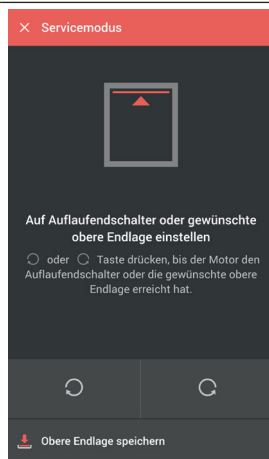 Servicemodus
Auf Auflaufendschalter oder gewünschte
obere Endlage einstellen
oder Taste drücken, bis der Motor den
Auflaufendschalter oder die gewünschte obere
Endlage erreicht hat.
Obere Endlage speichern